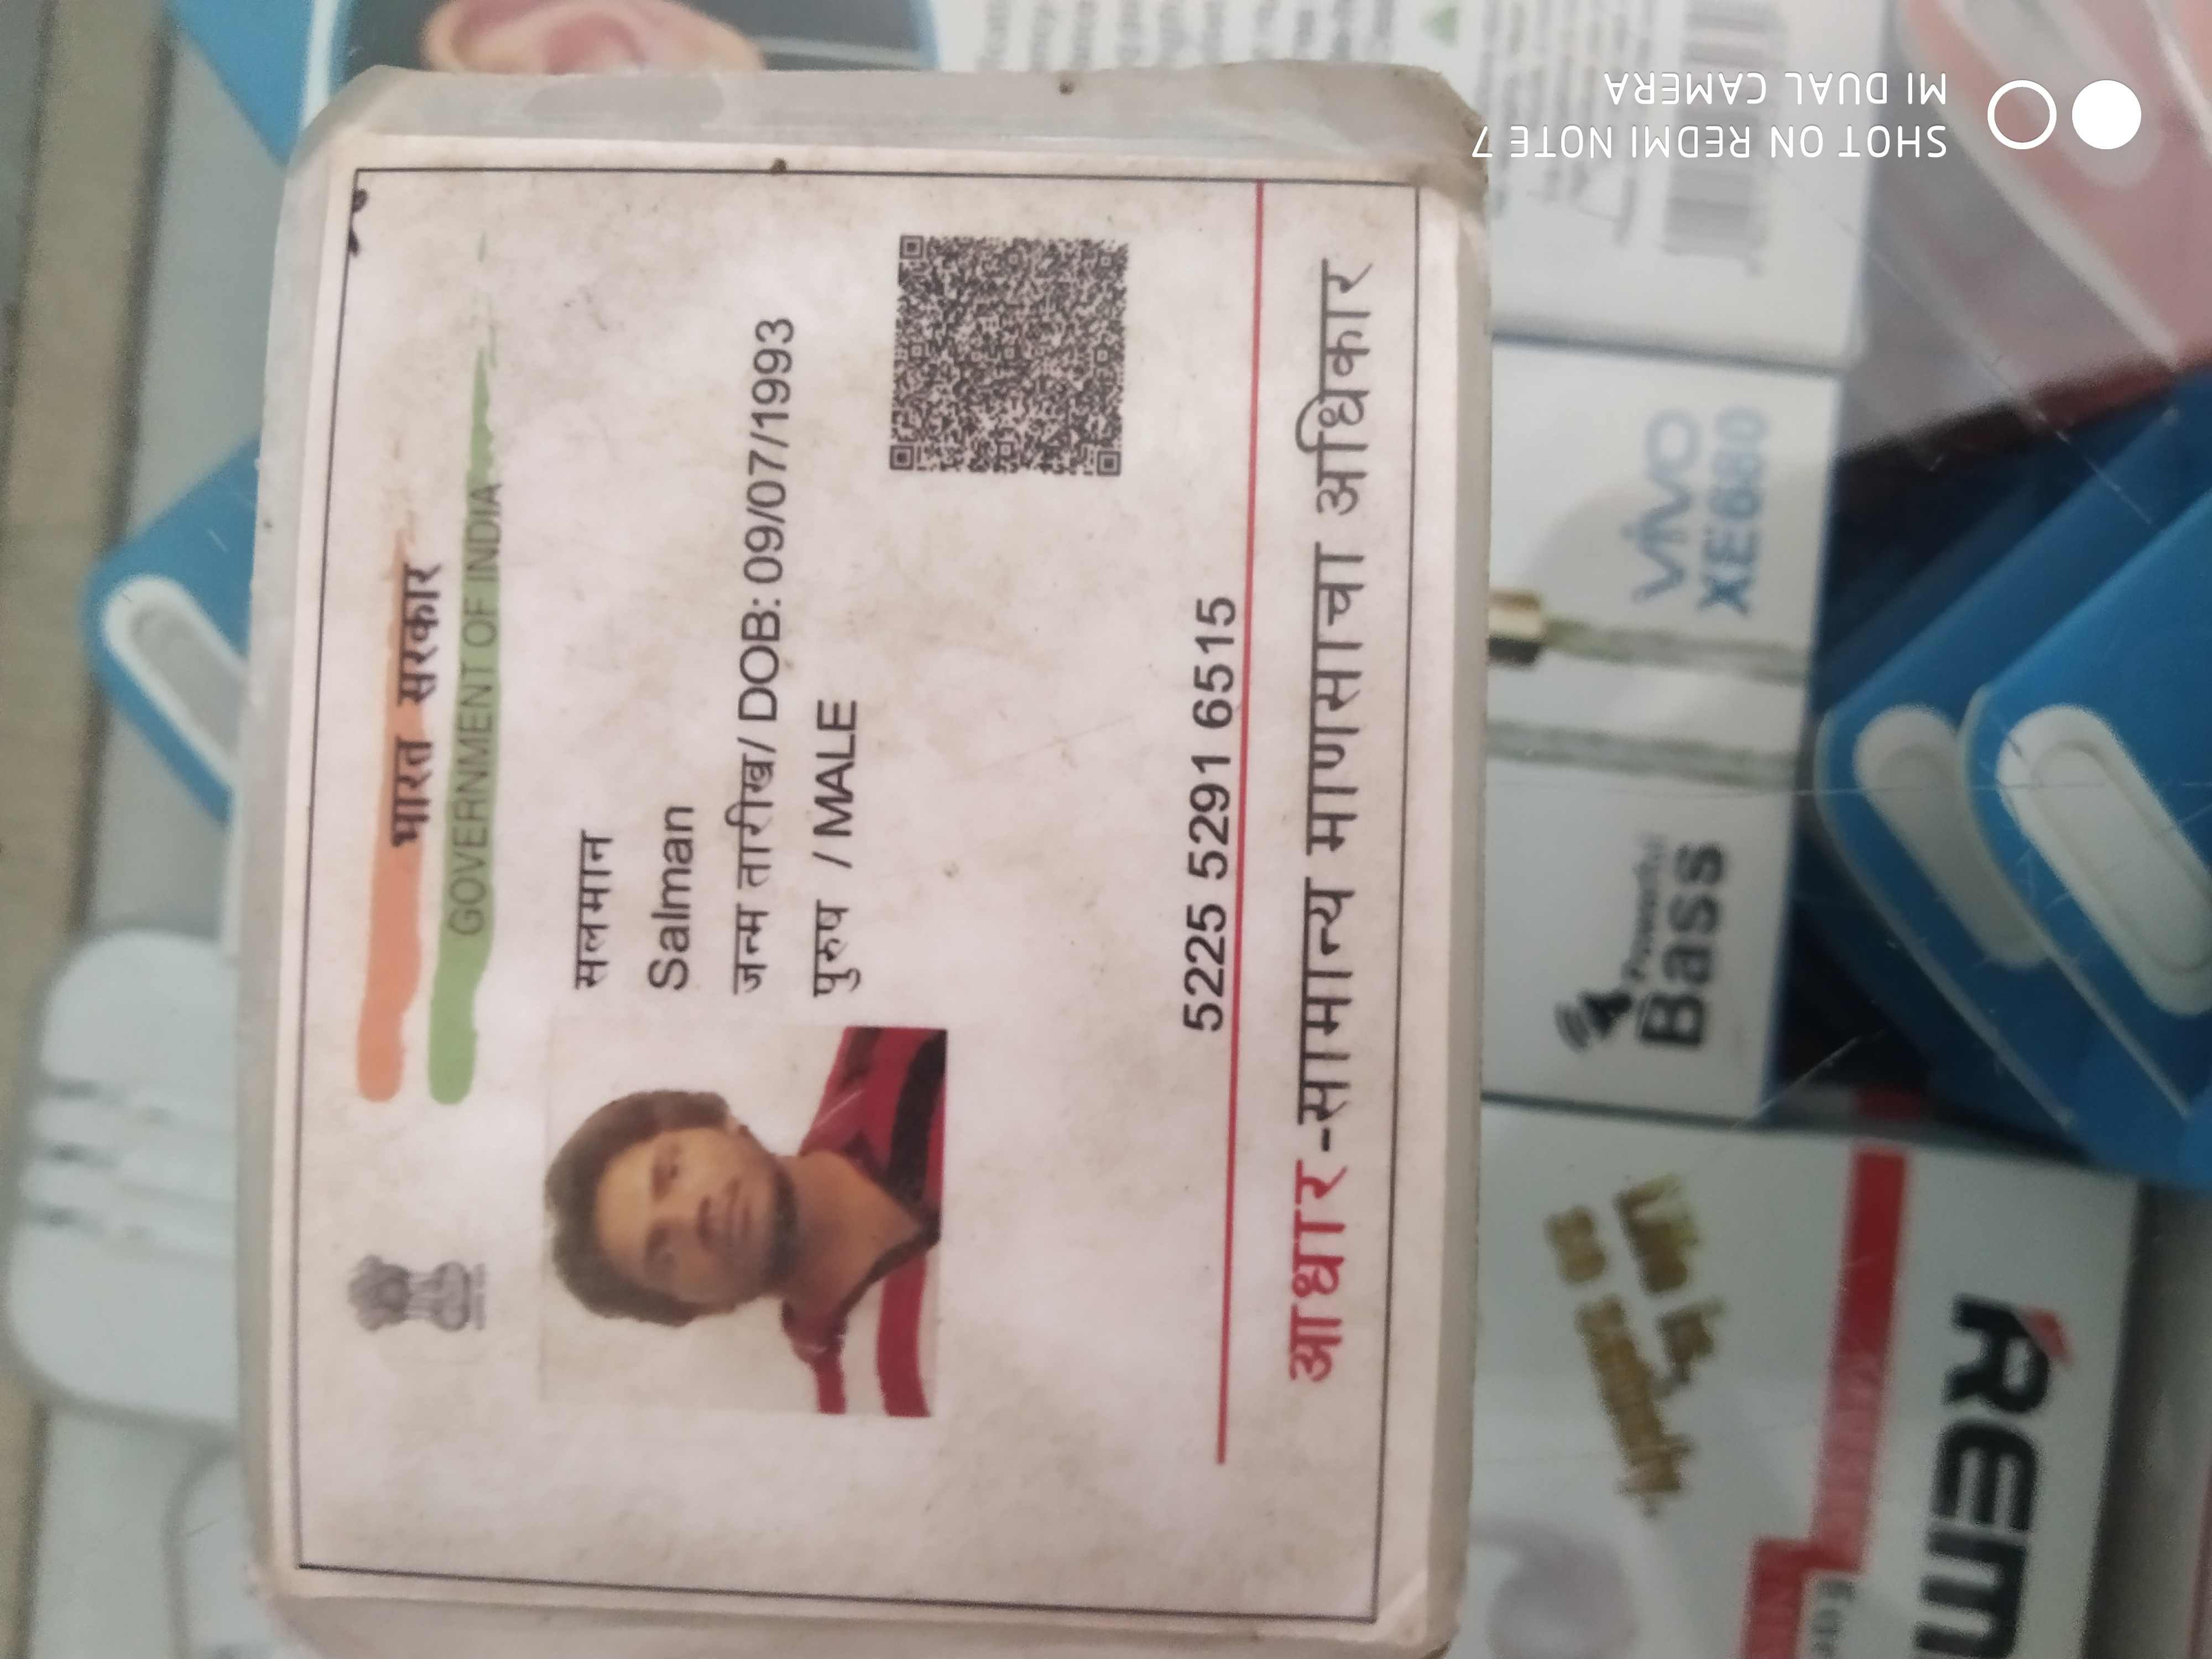 भारत सरकार
GOVERNMENT OF INDIA
सलमान
Salman
जन्म तारीख/ DOB: 09/07/1993
पुरुष / MALE
5225 5291 6515
आधार-सामान्य माणसाचा अधिकार
SHOT ON REDMI NOTE 7
MI DUAL CAMERA
Powerful
Bass
vivo
XE680
REM